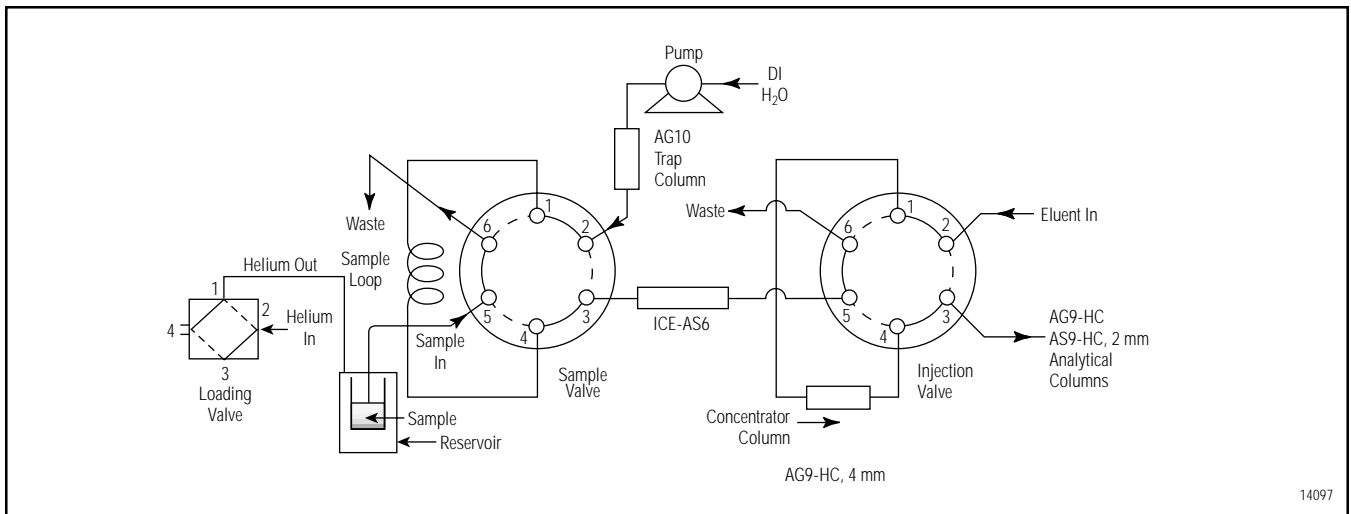 Pump
DI
H₂O
AG10
Trap
Column
Waste
Sample
Loop
1
2
3
4
5
6
Sample
In
Sample
Valve
Helium Out
1
2
3
4
Helium
In
Loading
Valve
Sample
Reservoir
ICE-AS6
Waste
1
2
3
4
5
6
Eluent In
AG9-HC
AS9-HC, 2 mm
Analytical
Columns
Injection
Valve
Concentrator
Column
AG9-HC, 4 mm
14097